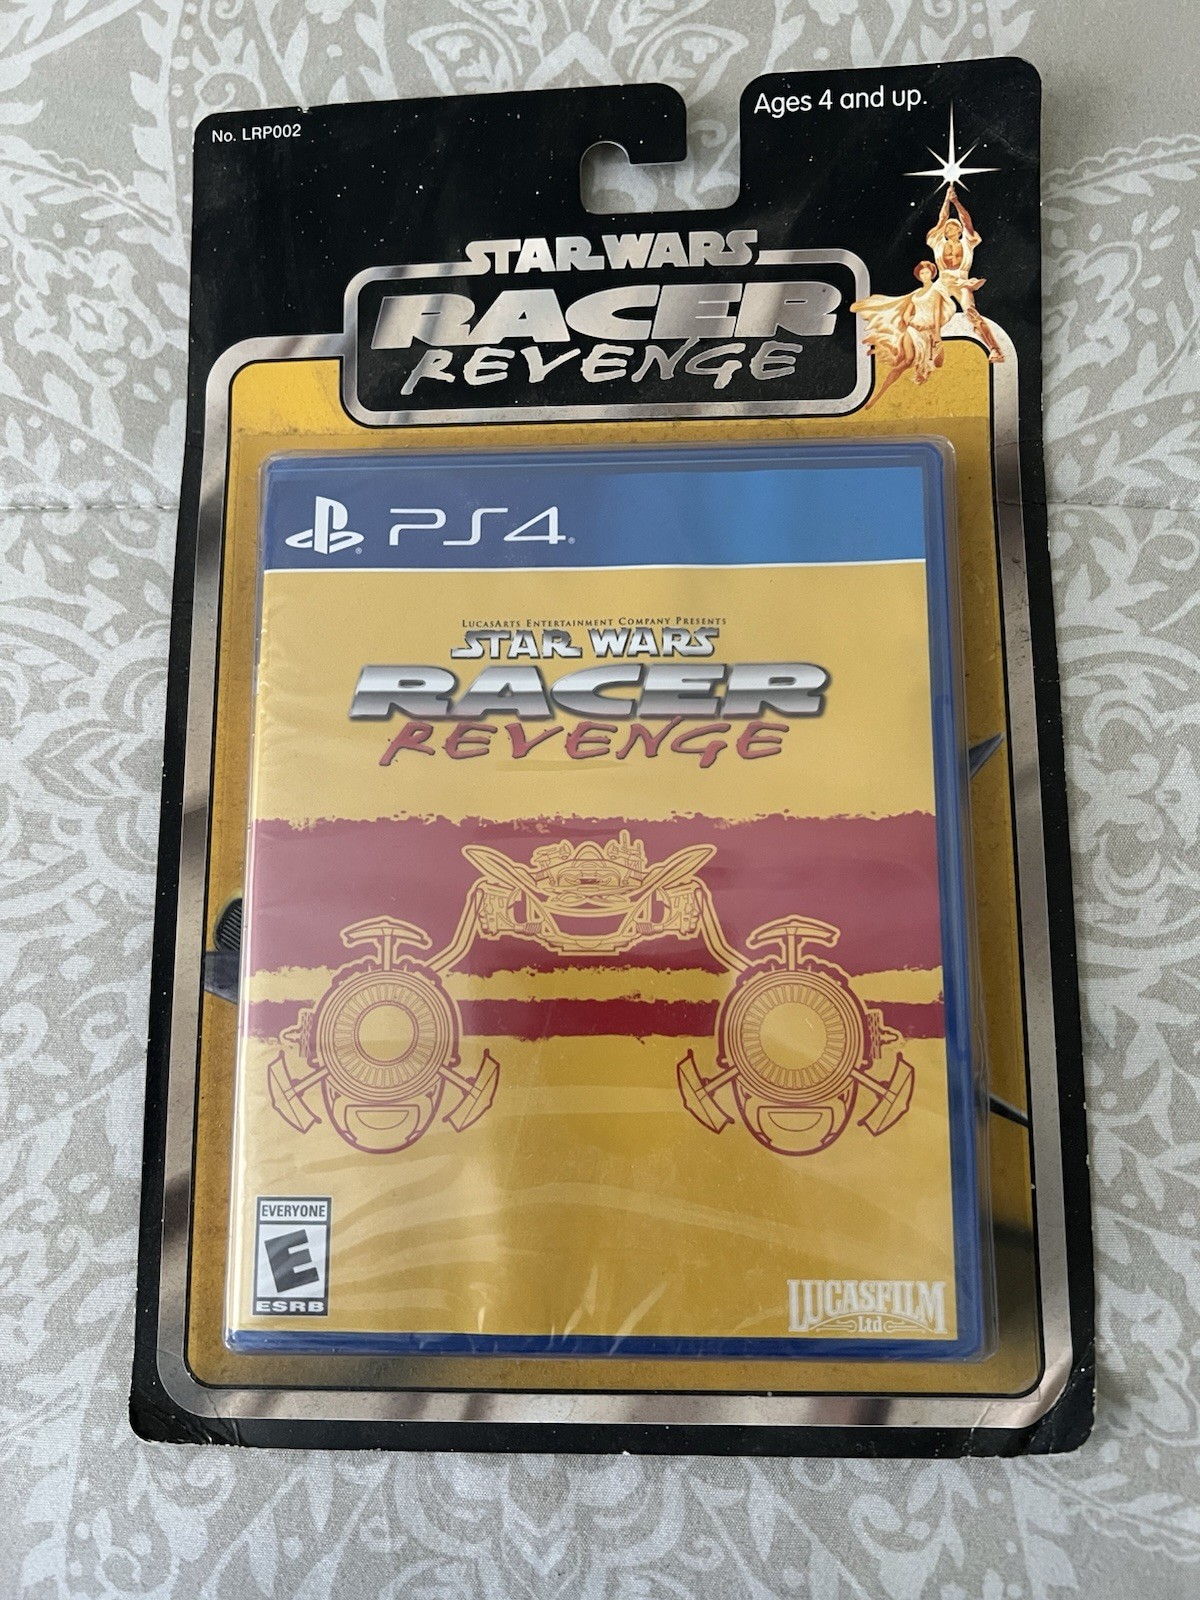 No. LRP002
Ages 4 and up.
STAR WARS
RACER
REVENGE
PS4
LUCASARTS ENTERTAINMENT COMPANY PRESENTS
STAR WARS
RACER
REVENGE
EVERYONE
E
ESRB
LUCASFILM
Ltd